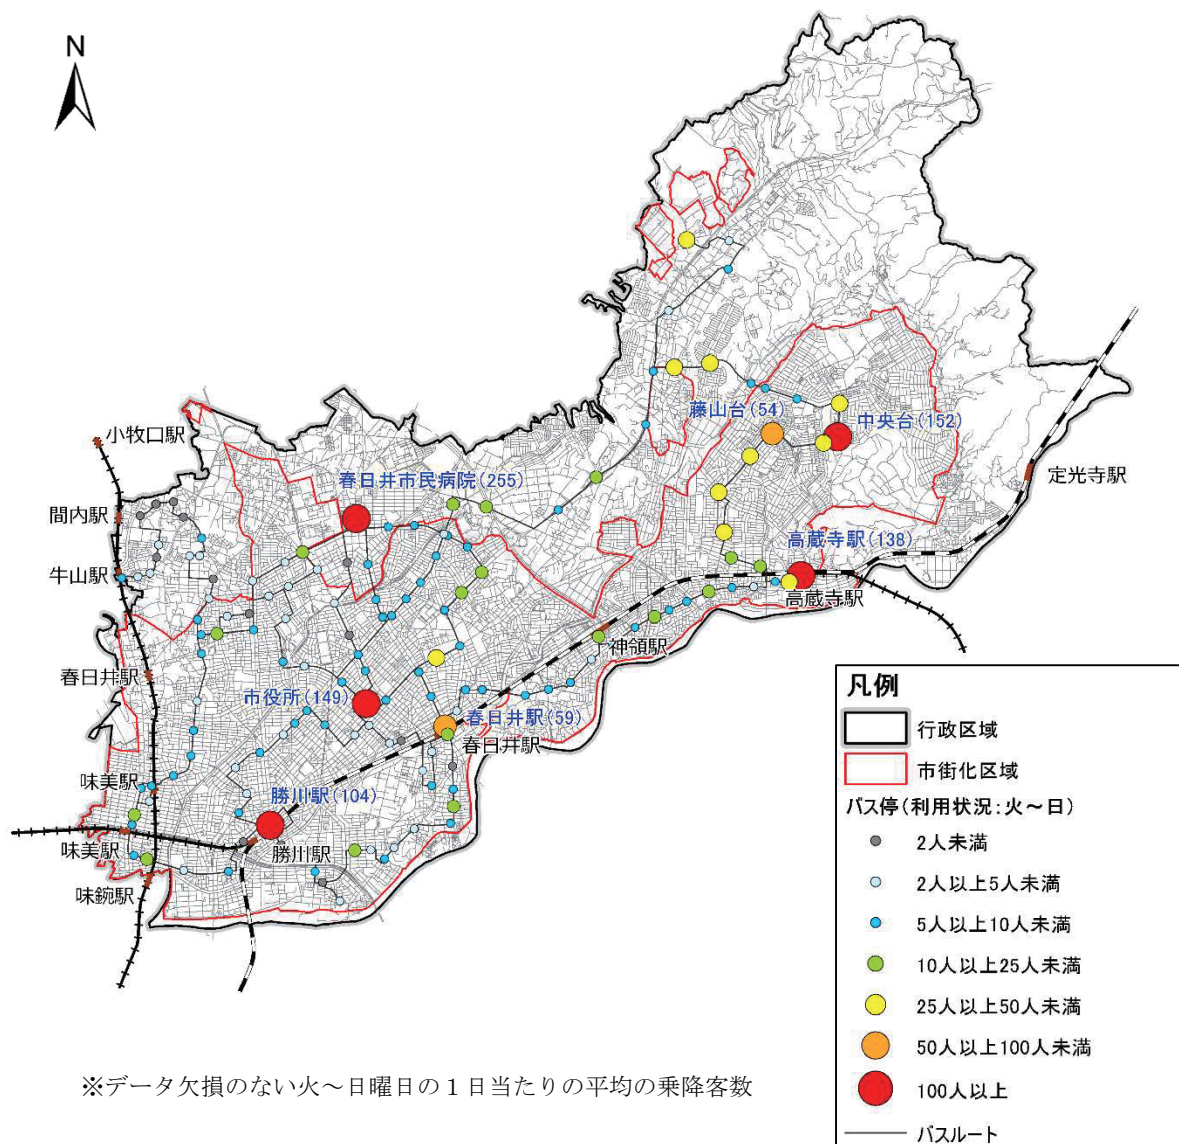 N
藤山台(54)
中央台(152)
小牧口駅
春日井市民病院(255)
定光寺駅
間内駅
高蔵寺駅(138)
牛山駅
高蔵寺駅
神領駅
春日井駅
市役所(149)
春日井駅(59)
春日井駅
味美駅
勝川駅(104)
味美駅
勝川駅
味鋺駅
凡例
行政区域
市街化区域
バス停(利用状況:火～日)
2人未満
2人以上5人未満
5人以上10人未満
10人以上25人未満
25人以上50人未満
50人以上100人未満
100人以上
バスルート
※データ欠損のない火～日曜日の１日当たりの平均の乗降客数